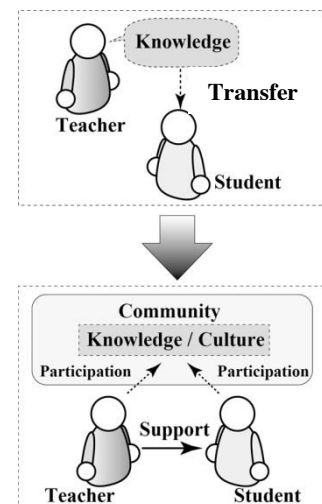 Knowledge
Transfer
Teacher
Student
Community
Knowledge / Culture
Participation Participation
Support
Teacher Student